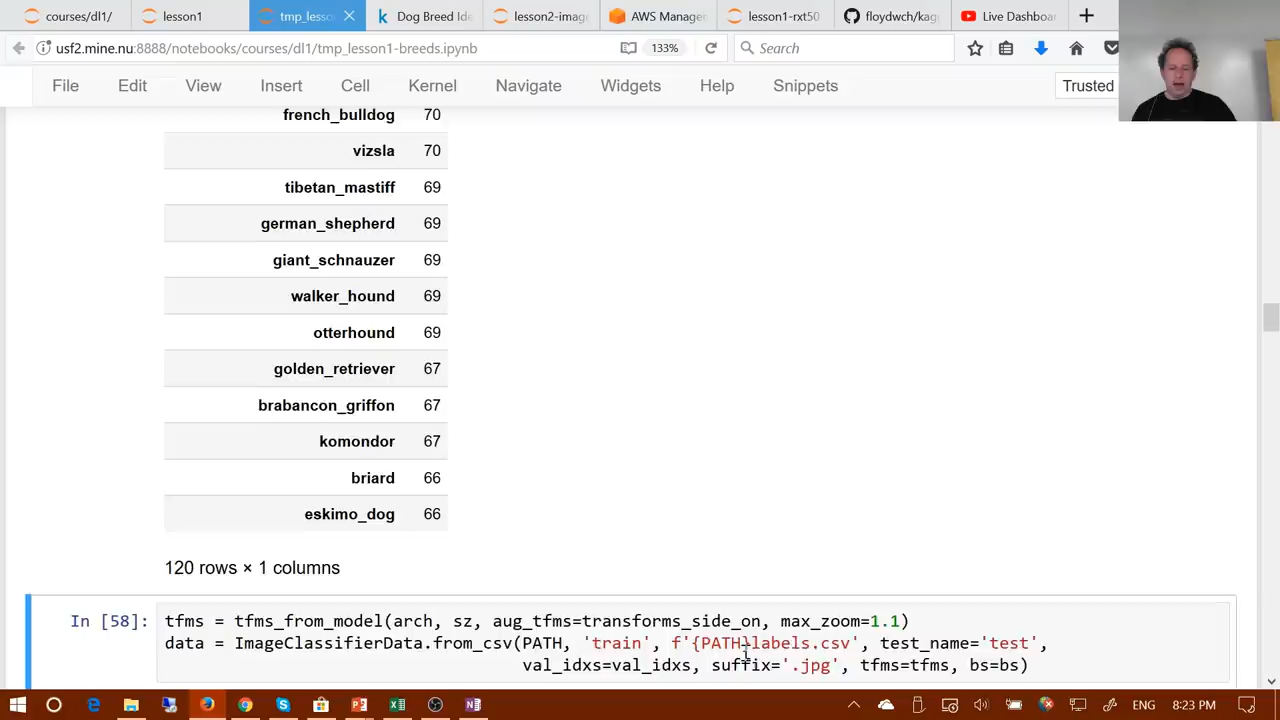 courses/dl1/
lesson1
tmp_less
Dog Breed Ide
lesson2-image
AWS Manage
lesson1-rxt50
floydwch/kag
Live Dashboa
usf2.mine.nu:8888/notebooks/courses/dl1/tmp_lesson1-breeds.ipynb
133%
Search
File Edit View Insert Cell Kernel Navigate Widgets Help Snippets Trusted
french_bulldog 70
vizsla 70
tibetan_mastiff 69
german_shepherd 69
giant_schnauzer 69
walker_hound 69
otterhound 69
golden_retriever 67
brabancon_griffon 67
komondor 67
briard 66
eskimo_dog 66
120 rows × 1 columns
In [58]: tfms = tfms_from_model(arch, sz, aug_tfms=transforms_side_on, max_zoom=1.1)
data = ImageClassifierData.from_csv(PATH, 'train', f'{PATH}labels.csv', test_name='test',
val_idxs=val_idxs, suffix='.jpg', tfms=tfms, bs=bs)
ENG 8:23 PM